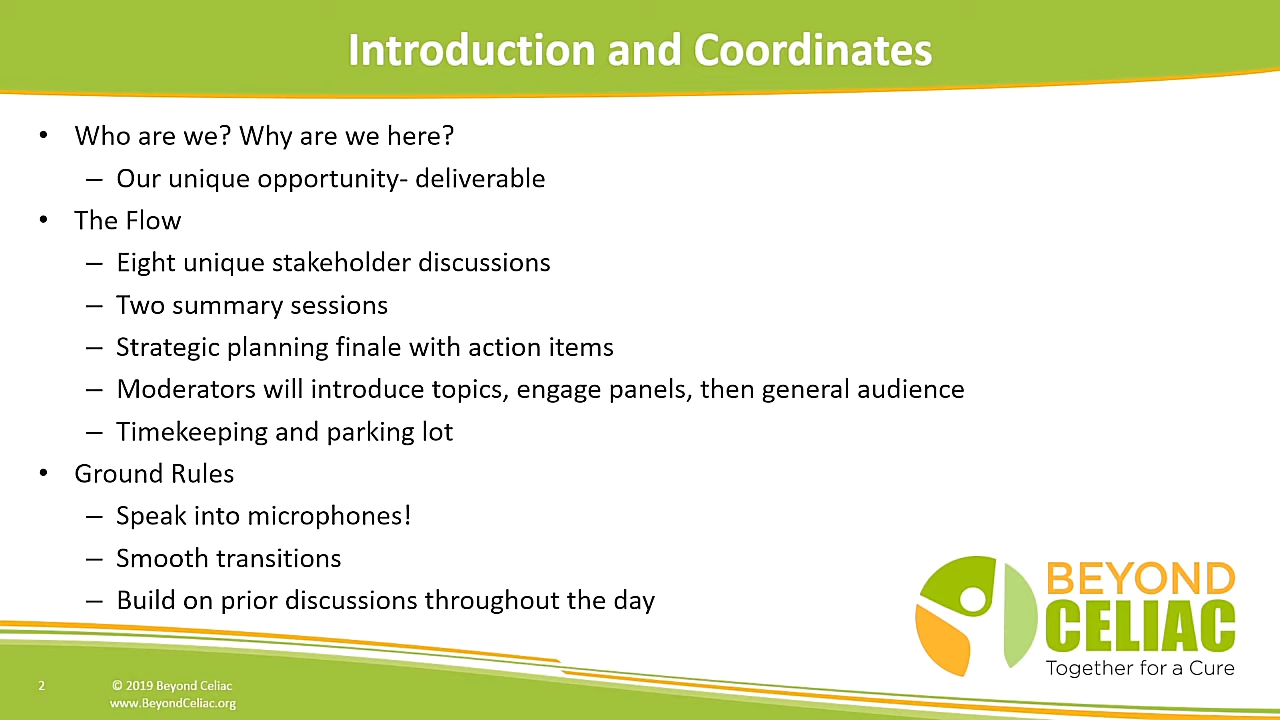 Introduction and Coordinates
• Who are we? Why are we here?
– Our unique opportunity- deliverable
• The Flow
– Eight unique stakeholder discussions
– Two summary sessions
– Strategic planning finale with action items
– Moderators will introduce topics, engage panels, then general audience
– Timekeeping and parking lot
• Ground Rules
– Speak into microphones!
– Smooth transitions
– Build on prior discussions throughout the day
BEYOND
CELIAC
Together for a Cure
2
© 2019 Beyond Celiac
www.BeyondCeliac.org